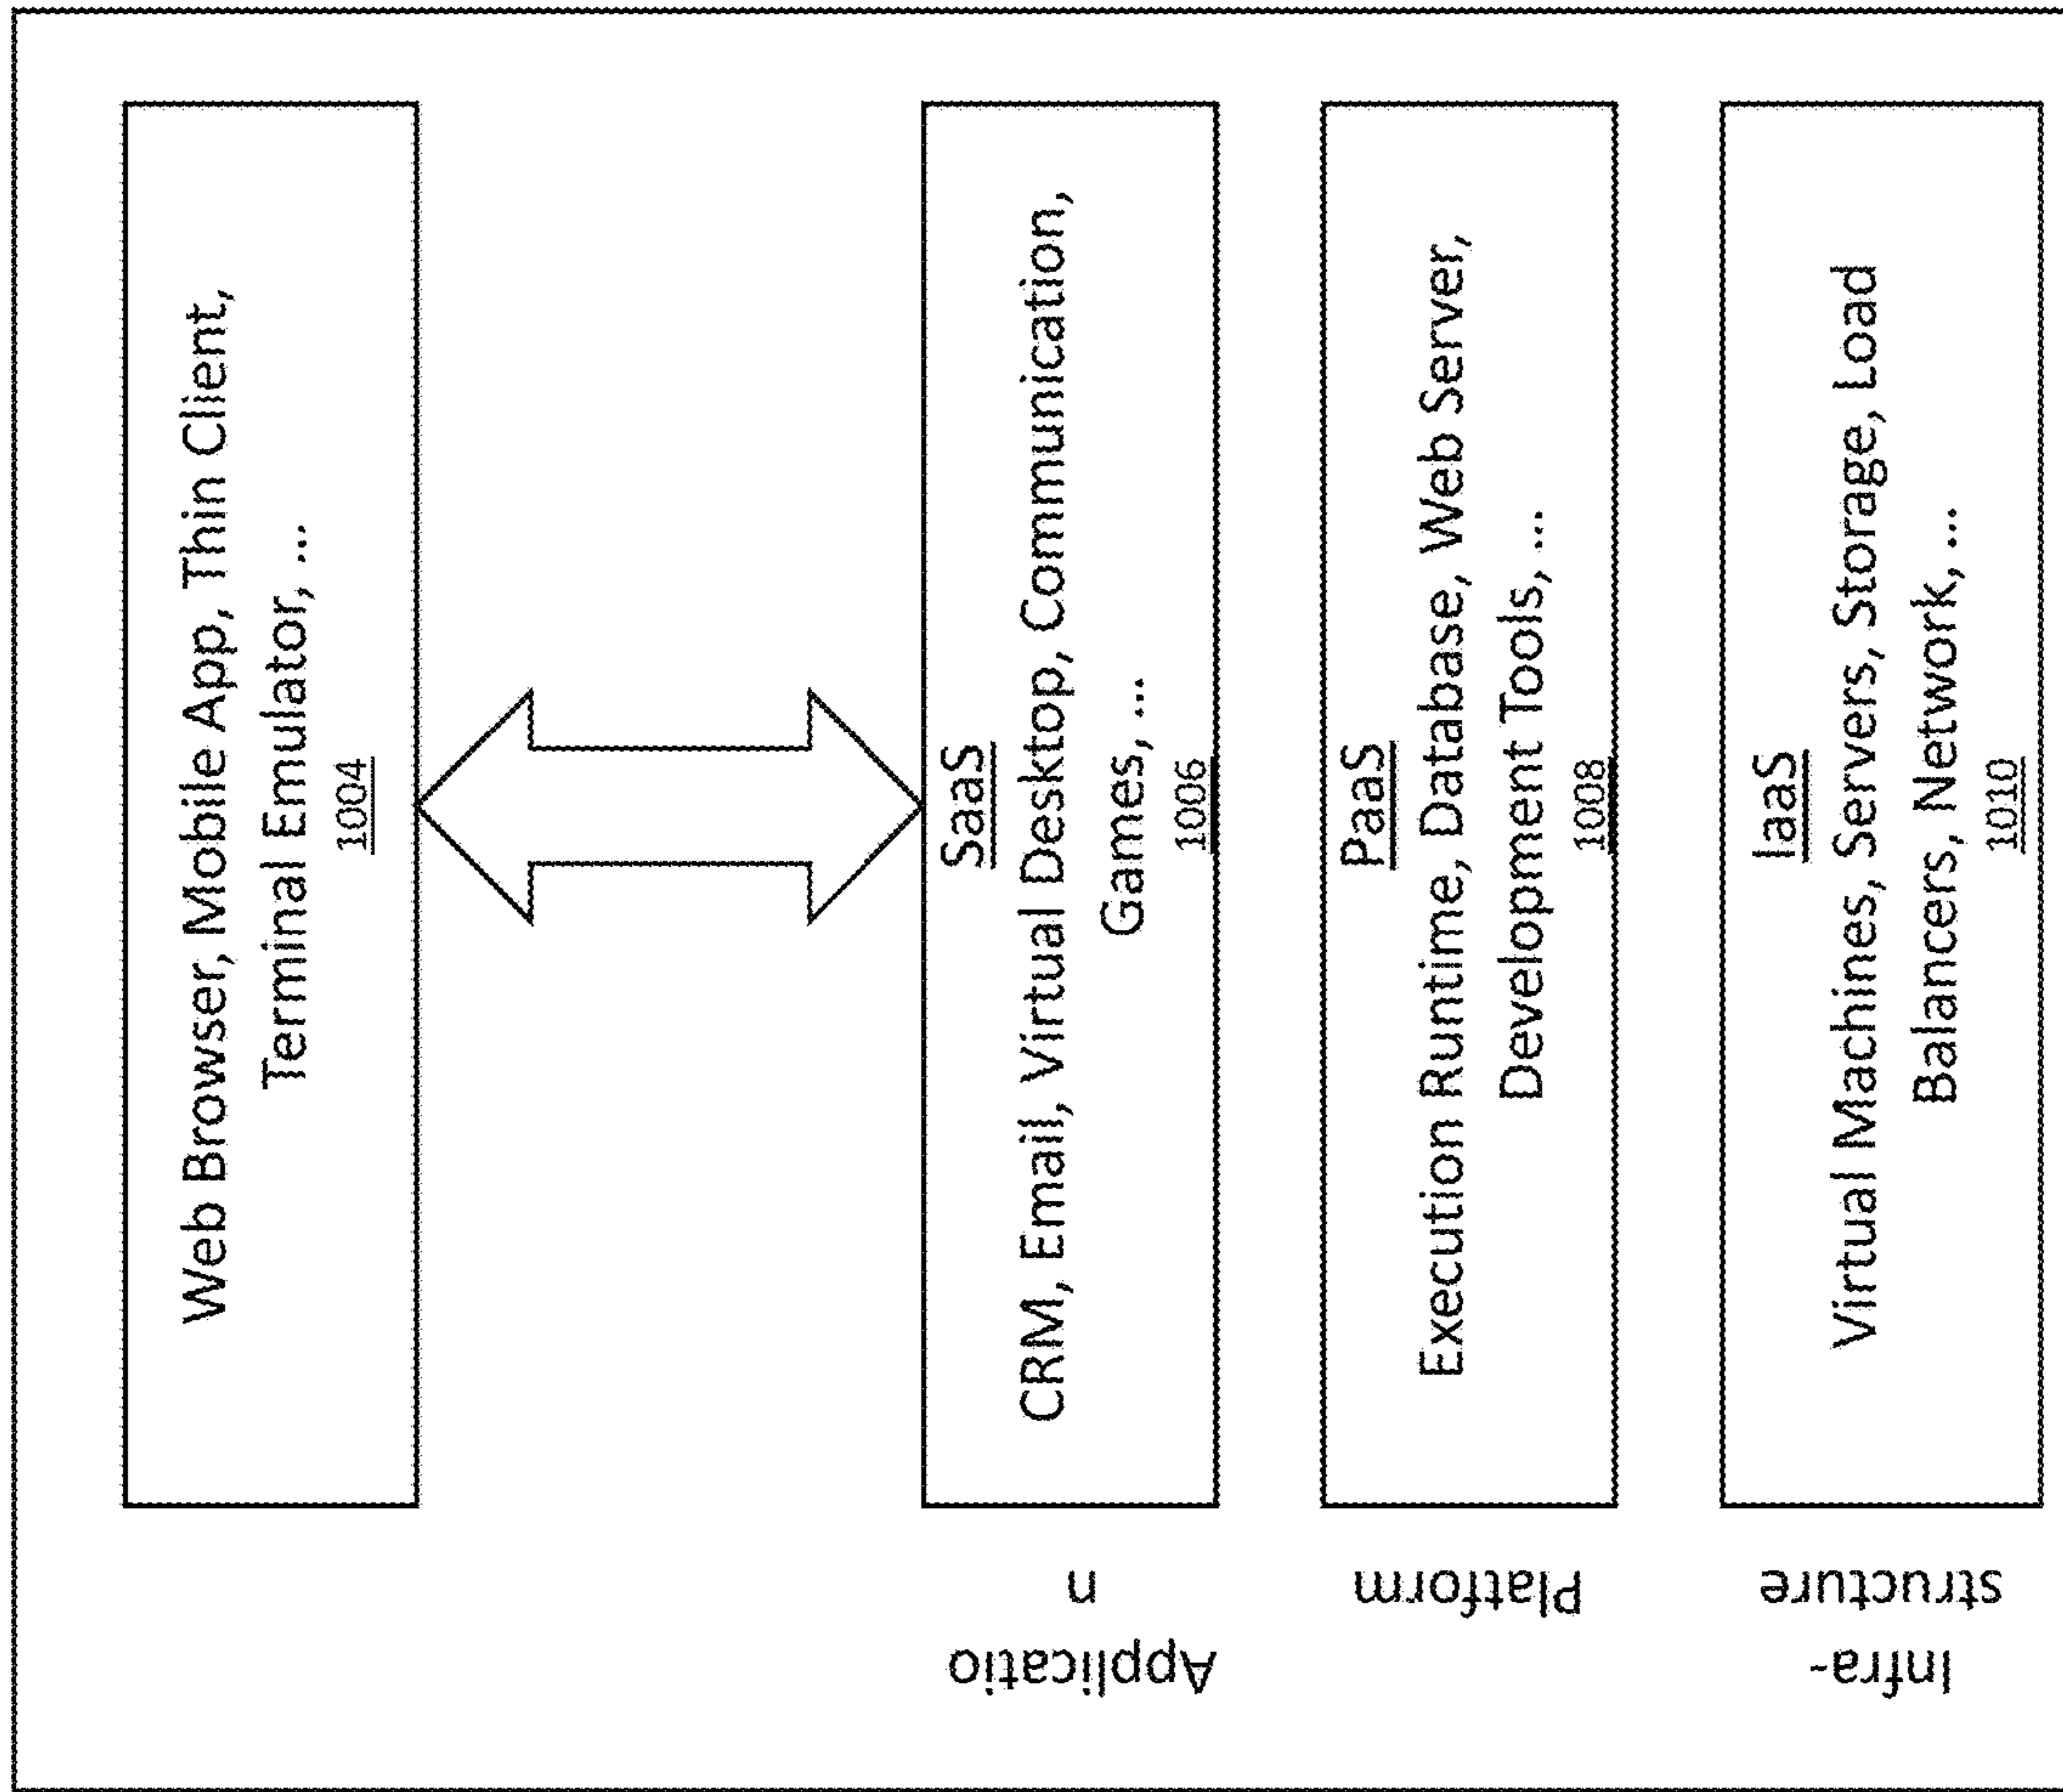 Web Browser, Mobile App, Thin Client,
Terminal Emulator, ...
1004
SaaS
CRM, Email, Virtual Desktop, Communication,
Games, ...
1006
Applicatio
n
PaaS
Execution Runtime, Database, Web Server,
Development Tools, ...
1008
Platform
IaaS
Virtual Machines, Servers, Storage, Load
Balancers, Network, ...
1010
Infra-
structure